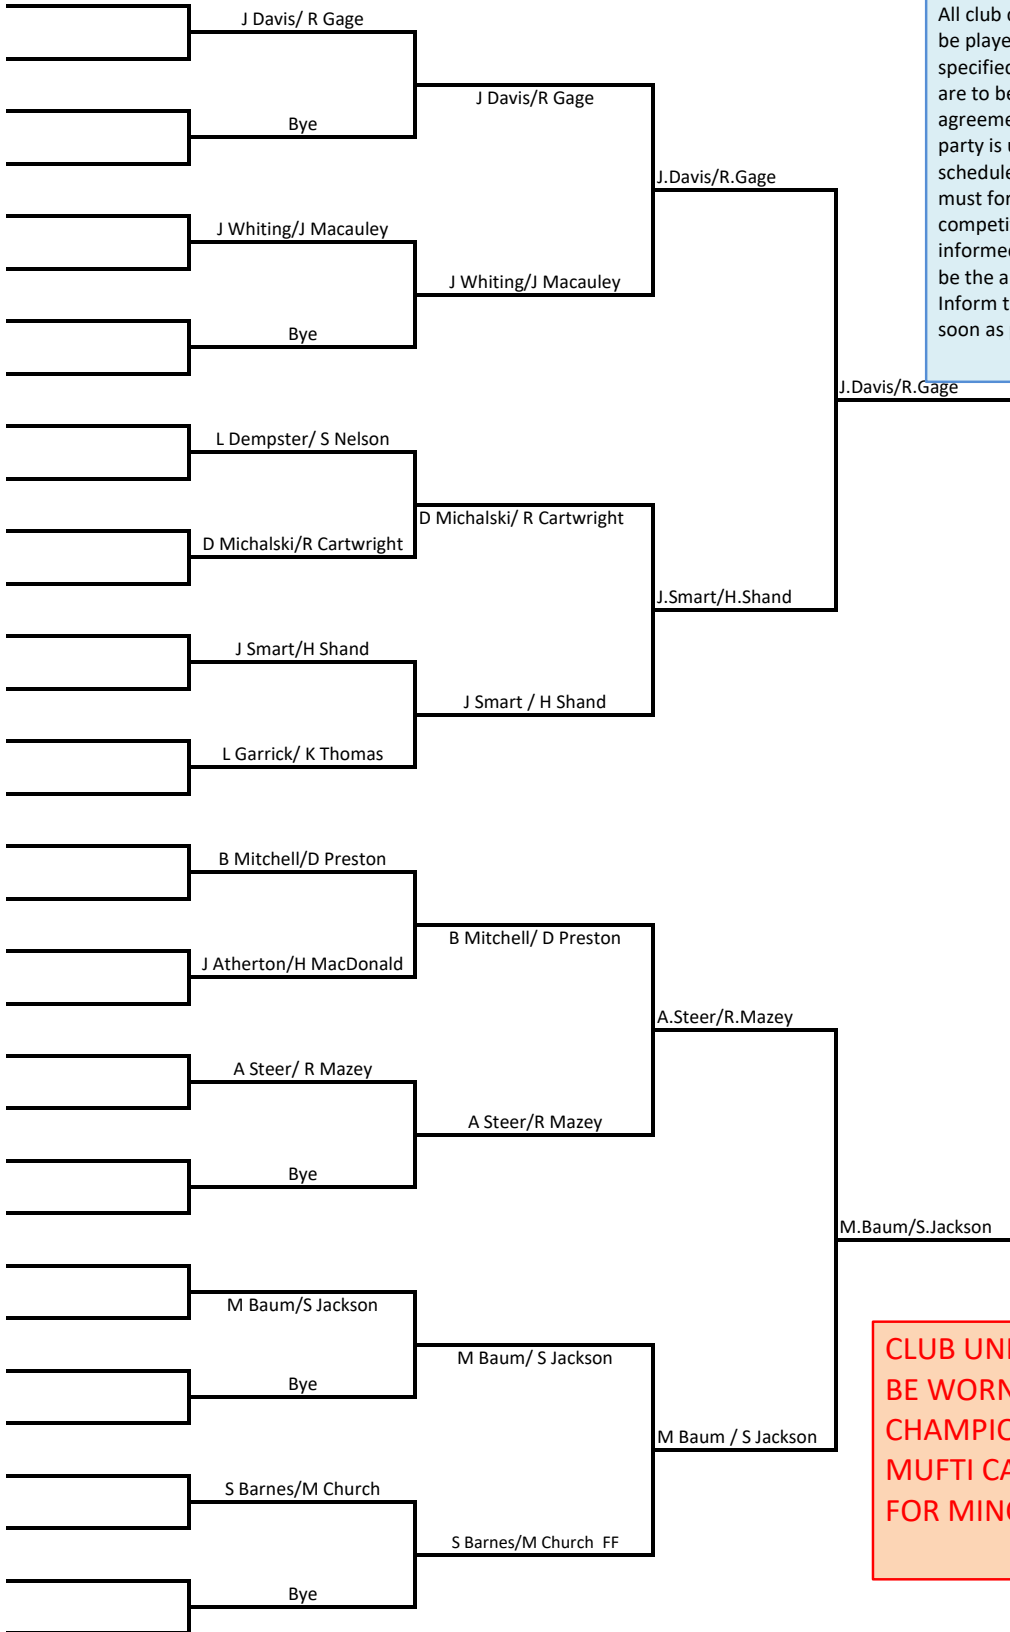 J Davis/ R Gage
Bye
J Whiting/J Macauley
Bye
L Dempster/ S Nelson
D Michalski/R Cartwright
J Smart/H Shand
L Garrick/ K Thomas
B Mitchell/D Preston
J Atherton/H MacDonald
A Steer/ R Mazey
Bye
M Baum/S Jackson
Bye
S Barnes/M Church
Bye
J Davis/R Gage
J Whiting/J Macauley
D Michalski/ R Cartwright
J Smart / H Shand
B Mitchell/ D Preston
A Steer/R Mazey
M Baum/ S Jackson
S Barnes/M Church  FF
J.Davis/R.Gage
J.Smart/H.Shand
A.Steer/R.Mazey
M Baum / S Jackson
J.Davis/R.Gage
M.Baum/S.Jackson
All club
be playe
specified
are to be
agreeme
party is
schedule
must for
competi
informed
be the a
Inform t
soon as
CLUB UNI
BE WORN
CHAMPIO
MUFTI CA
FOR MINO